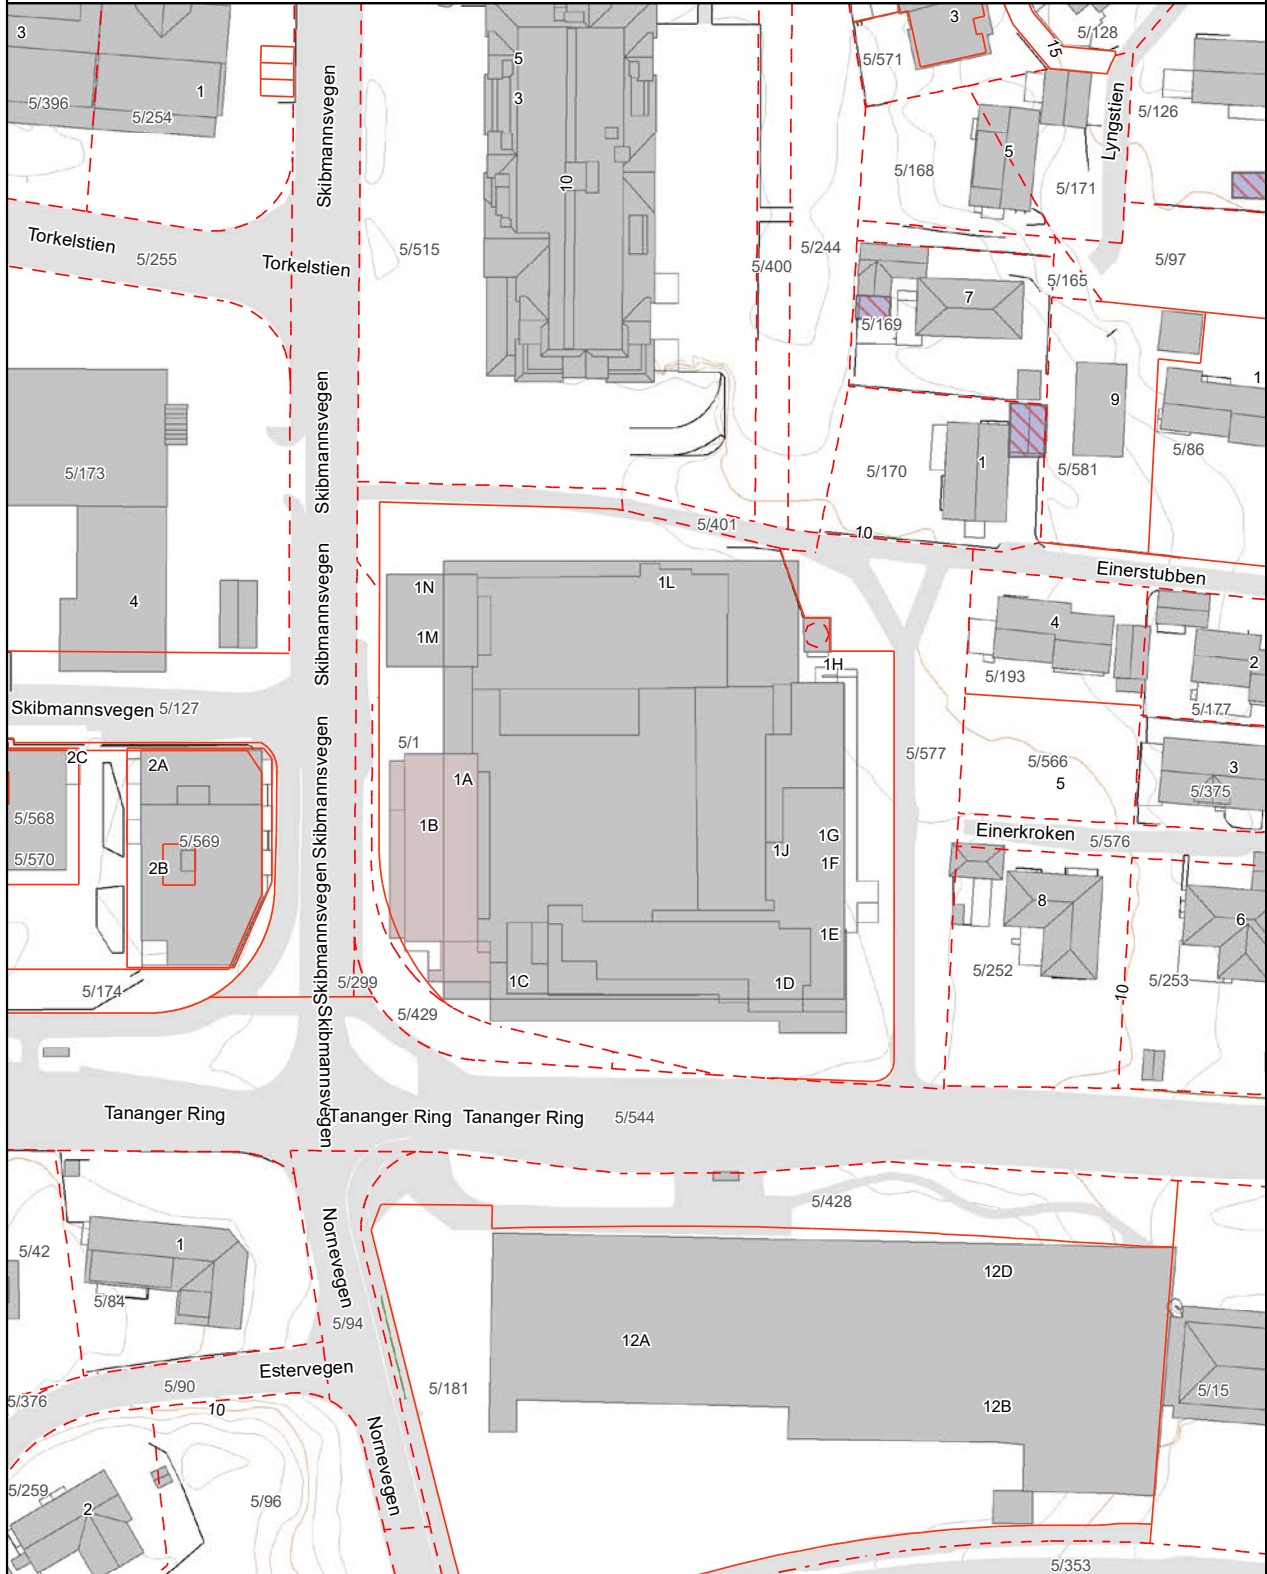 3
5/396
5/254
1
Skibmannsvegen
5
3
10
5/571
3
15
5/128
Lyngstien
5/126
5/168
5
5/171
Torkelstien
5/255
Torkelstien
5/515
5/400
5/244
5/97
5/165
7
5/169
Skibmannsvegen
9
1
5/173
5/170
1
5/581
5/86
5/401
10
Einerstubben
4
Skibmannsvegen
1N
1L
1M
1H
4
5/193
2
5/177
Skibmannsvegen
5/127
Skibmannsvegen
5/1
2C
2A
1A
1B
5/577
5/566
5
3
5/375
5/568
5/569
5/570
2B
Skibmannsvegen
1G
1J
1F
Einerkroken
5/576
8
6
1E
5/252
5/253
10
5/174
5/299
5/429
1C
1D
Skibmannsvegen
Tananger Ring
Tananger Ring
Tananger Ring
5/544
5/42
1
5/84
Nornevegen
5/94
5/428
12D
12A
5/181
12B
5/15
Estervegen
5/90
5/376
10
Nornevegen
5/259
2
5/96
5/353